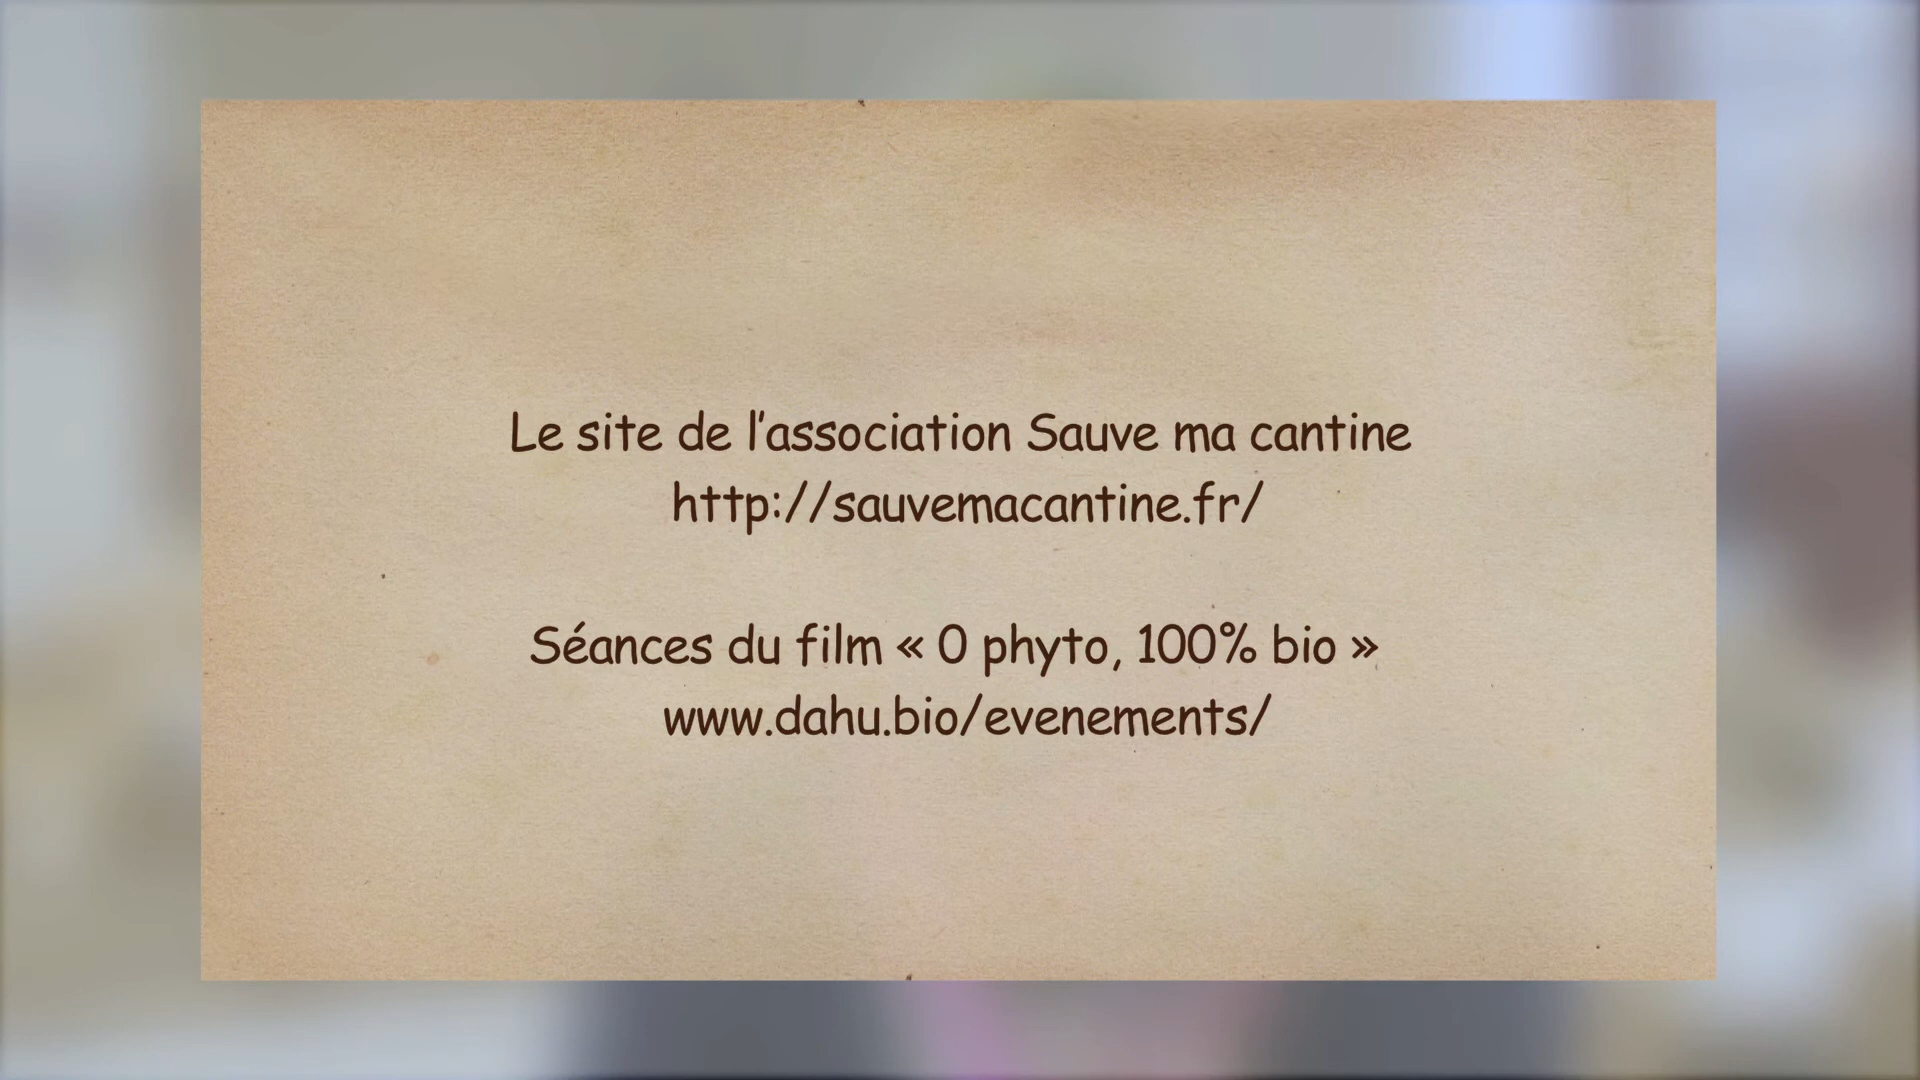 Le site de l’association Sauve ma cantine
http://sauvemacantine.fr/
Séances du film « 0 phyto, 100% bio »
www.dahu.bio/evenements/